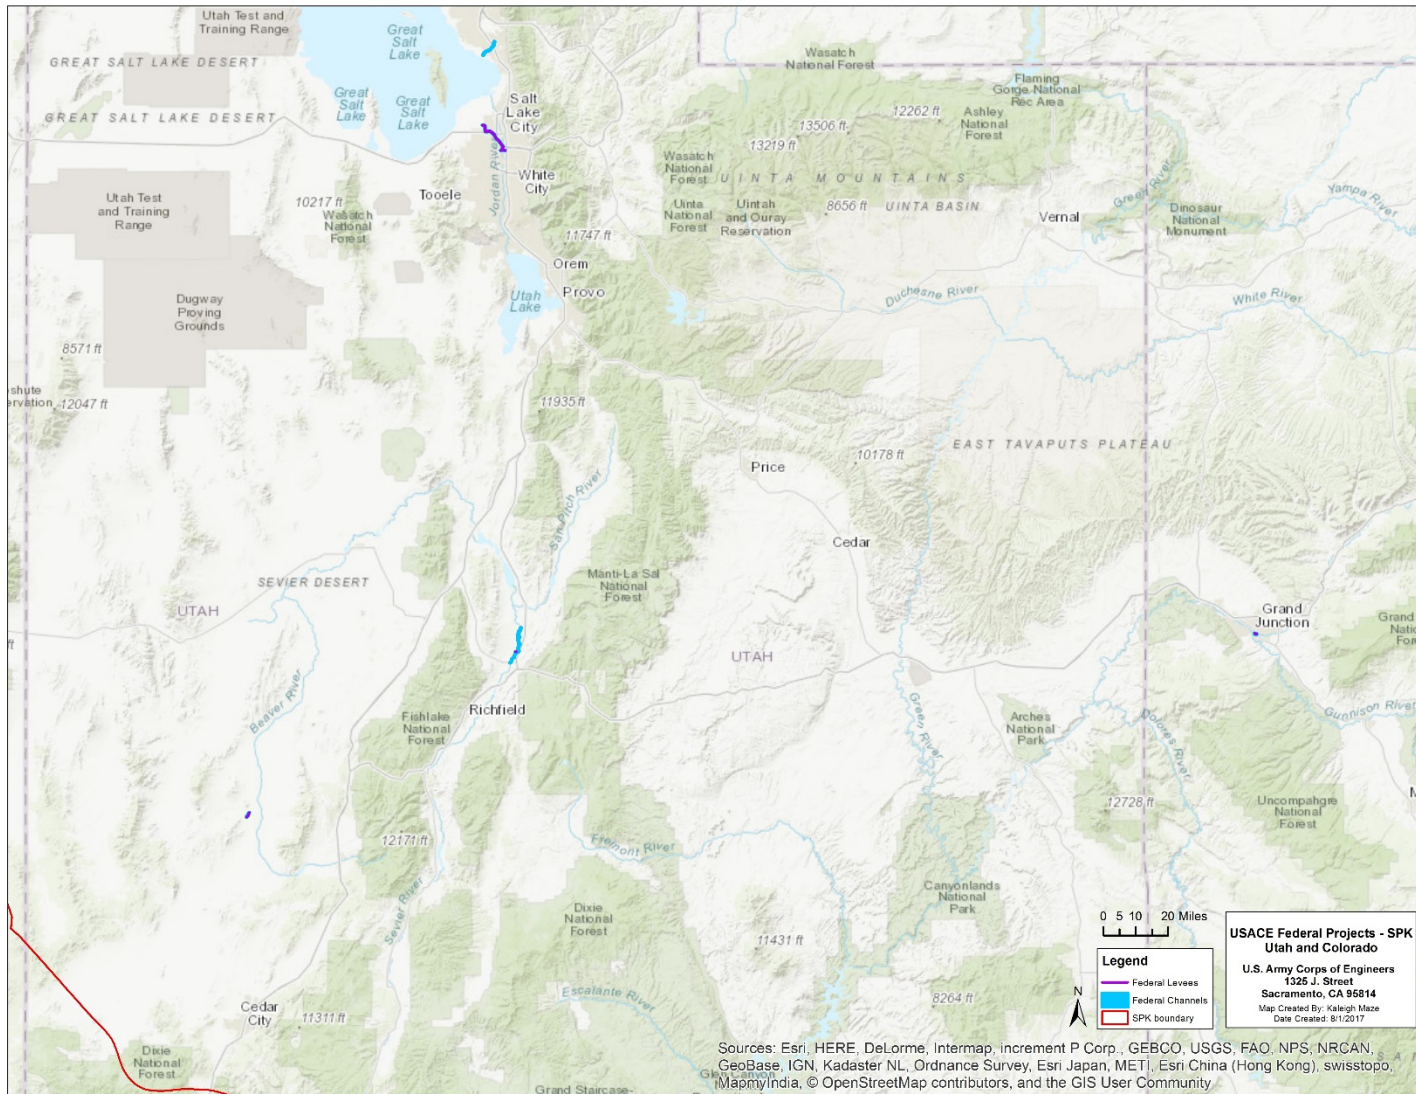 Utah Test and
Training Range
Great
Salt
Lake
GREAT SALT LAKE DESERT
Great
Salt
Lake
Great
Salt
Lake
GREAT SALT LAKE DESERT
Salt
Lake
City
Wasatch
National Forest
Flaming
Gorge National
Rec Area
12262 ft
Ashley
National
Forest
13506 ft
13219 ft
Wasatch
National
Forest
UINTA MOUNTAINS
Jordan River
White
City
Tooele
Utah Test
and Training
Range
10217 ft
Wasatch
National
Forest
Uinta
National
Forest
Uintah
and Ouray
Reservation
8656 ft
UINTA BASIN
Vernal
Green River
Dinosaur
National
Monument
Yampa River
11747 ft
Orem
Provo
Utah
Lake
Duchesne River
White River
Dugway
Proving
Grounds
8571 ft
shute
ervation
12047 ft
11935 ft
EAST TAVAPUTS PLATEAU
Price
10178 ft
San Pitch River
Cedar
SEVIER DESERT
UTAH
Manti-La Sal
National
Forest
Grand
Junction
Grand
Natio
For
ft
UTAH
Beaver River
Richfield
Fishlake
National
Forest
Green River
Arches
National
Park
Dolores River
Gunnison River
M
12728 ft
Uncompahgre
National
Forest
12171 ft
Fremont River
Sevier River
Canyonlands
National
Park
Dixie
National
Forest
11431 ft
Escalante River
8264 ft
Cedar
City
11311 ft
Dixie
National
Forest
Grand Staircase-
Glen Canyon
0 5 10 20 Miles
Legend
Federal Levees
Federal Channels
SPK boundary
N
USACE Federal Projects - SPK
Utah and Colorado
U.S. Army Corps of Engineers
1325 J. Street
Sacramento, CA 95814
Map Created By: Kaleigh Maze
Date Created: 8/1/2017
Sources: Esri, HERE, DeLorme, Intermap, increment P Corp., GEBCO, USGS, FAO, NPS, NRCAN,
GeoBase, IGN, Kadaster NL, Ordnance Survey, Esri Japan, METI, Esri China (Hong Kong), swisstopo,
MapmyIndia, © OpenStreetMap contributors, and the GIS User Community